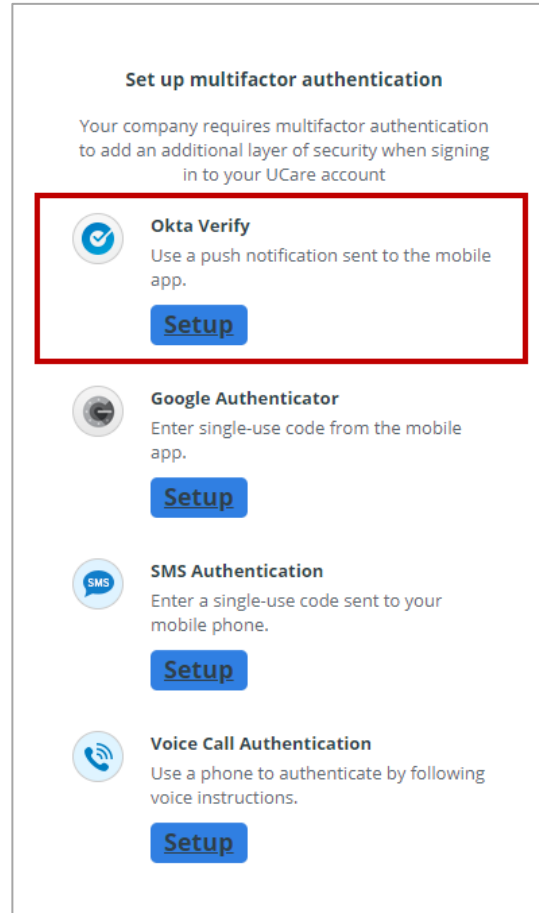 Set up multifactor authentication
Your company requires multifactor authentication
to add an additional layer of security when signing
in to your UCare account
Okta Verify
Use a push notification sent to the mobile
app.
Setup
Google Authenticator
Enter single-use code from the mobile
app.
Setup
SMS
SMS Authentication
Enter a single-use code sent to your
mobile phone.
Setup
Voice Call Authentication
Use a phone to authenticate by following
voice instructions.
Setup